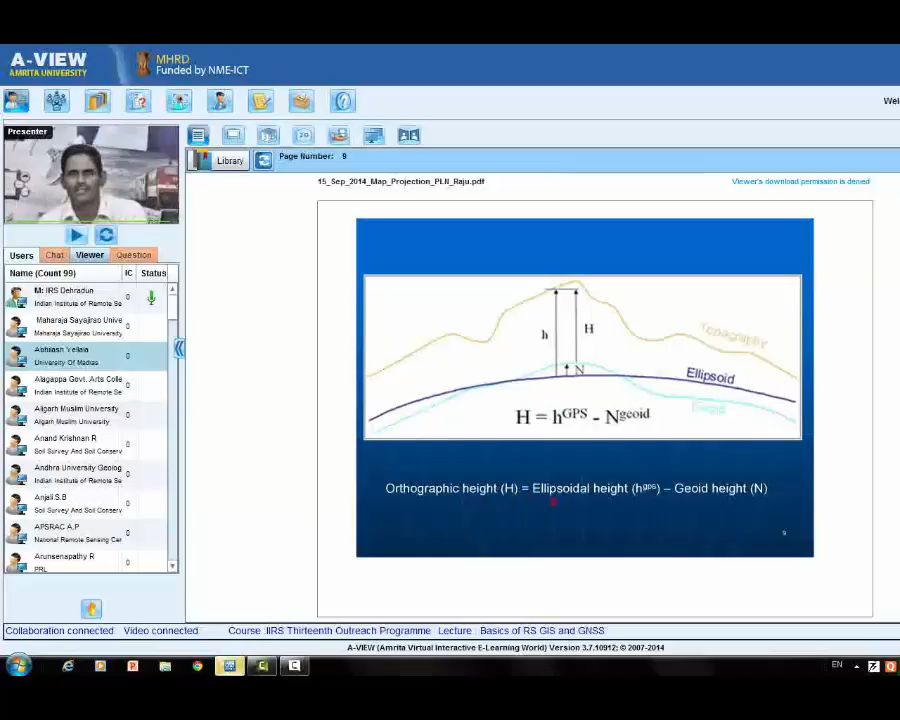 A-VIEW
AMRITA UNIVERSITY
MHRD
Funded by NME-ICT
Wel
Presenter
Library
Page Number: 9
15_Sep_2014_Map_Projection_PLN_Raju.pdf
Viewer's download permission is denied
Users
Chat
Viewer
Question
Name (Count 99)
IC
Status
M: IRS Dehradun
0
Indian Institute of Remote Se
Maharaja Sayajirao Unive
0
Maharaja Sayajirao University
Abhilash Yellala
0
University Of Madras
Alagappa Govt. Arts Colle
0
Indian Institute of Remote Se
Aligarh Muslim University
0
Aligarh Muslim University
Anand Krishnan R
0
Soil Survey And Soil Conserv
Andhra University Geolog
0
Indian Institute of Remote Se
Anjali.S.B
0
Soil Survey And Soil Conserv
APSRAC A.P
0
National Remote Sensing Cen
Arunsenapathy R
0
PRL
h
H
N
Topography
Ellipsoid
Geoid
H = hGPS - Ngeoid
Orthographic height (H) = Ellipsoidal height (hgps) – Geoid height (N)
9
Collaboration connected
Video connected
Course :IIRS Thirteenth Outreach Programme
Lecture : Basics of RS GIS and GNSS
A-VIEW (Amrita Virtual Interactive E-Learning World) Version 3.7.10912; © 2007-2014
EN